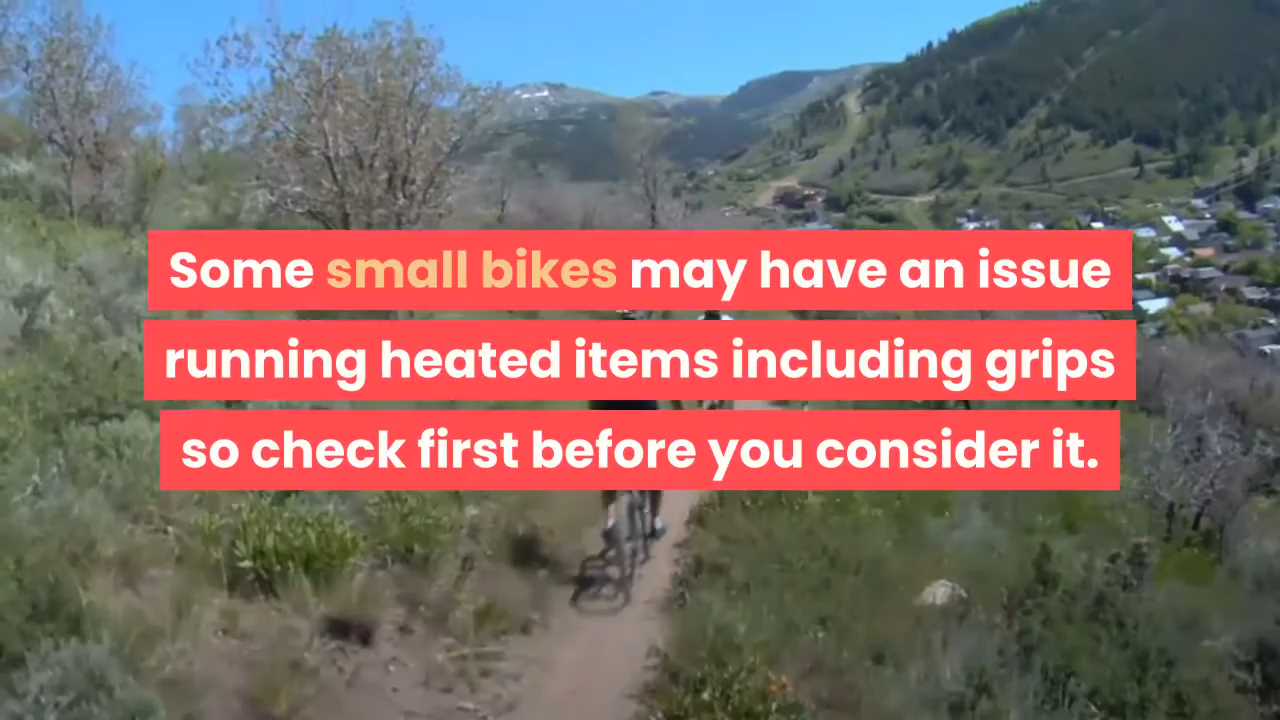 Some small bikes may have an issue
running heated items including grips
so check first before you consider it.